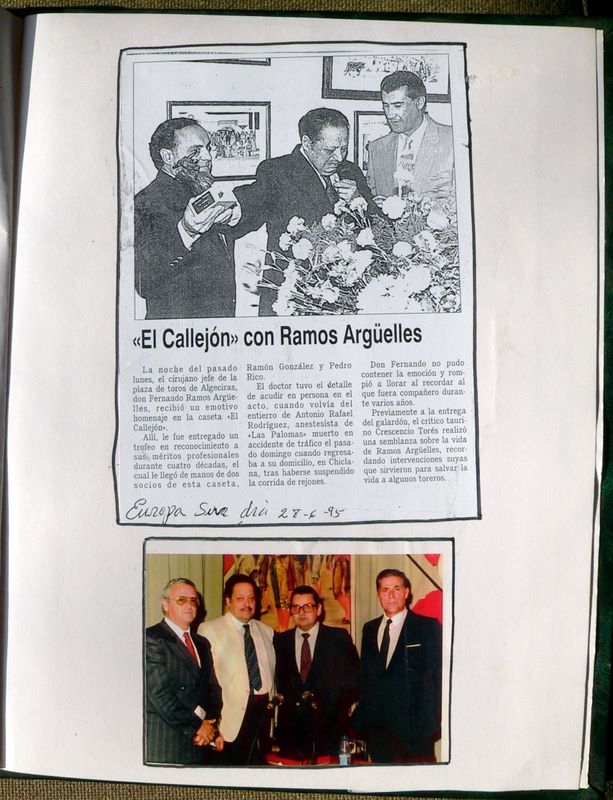 «El Callejón» con Ramos Argüelles
La noche del pasado
lunes, el cirujano jefe de la
plaza de toros de Algeciras,
don Fernando Ramos Argüe-
lles, recibió un emotivo
homenaje en la caseta «El
Callejón».
Allí, le fue entregado un
trofeo en reconocimiento a
sus méritos profesionales
durante cuatro décadas, el
cual le llegó de manos de dos
socios de esta caseta,
Ramón González y Pedro
Rico.
El doctor tuvo el detalle
de acudir en persona en el
acto, cuando volvía del
entierro de Antonio Rafael
Rodríguez, anestesista de
«Las Palomas» muerto en
accidente de tráfico el pasa-
do domingo cuando regresa-
ba a su domicilio, en Chicla-
na, tras haberse suspendido
la corrida de rejones.
Don Fernando no pudo
contener la emoción y rom-
pió a llorar al recordar al
que fuera compañero duran-
te varios años.
Previamente a la entrega
del galardón, el crítico tauri-
no Crescencio Torés realizó
una semblanza sobre la vida
de Ramos Argüelles, recor-
dando intervenciones suyas
que sirvieron para salvar la
vida a algunos toreros.
Europa Sur día 28-6-95